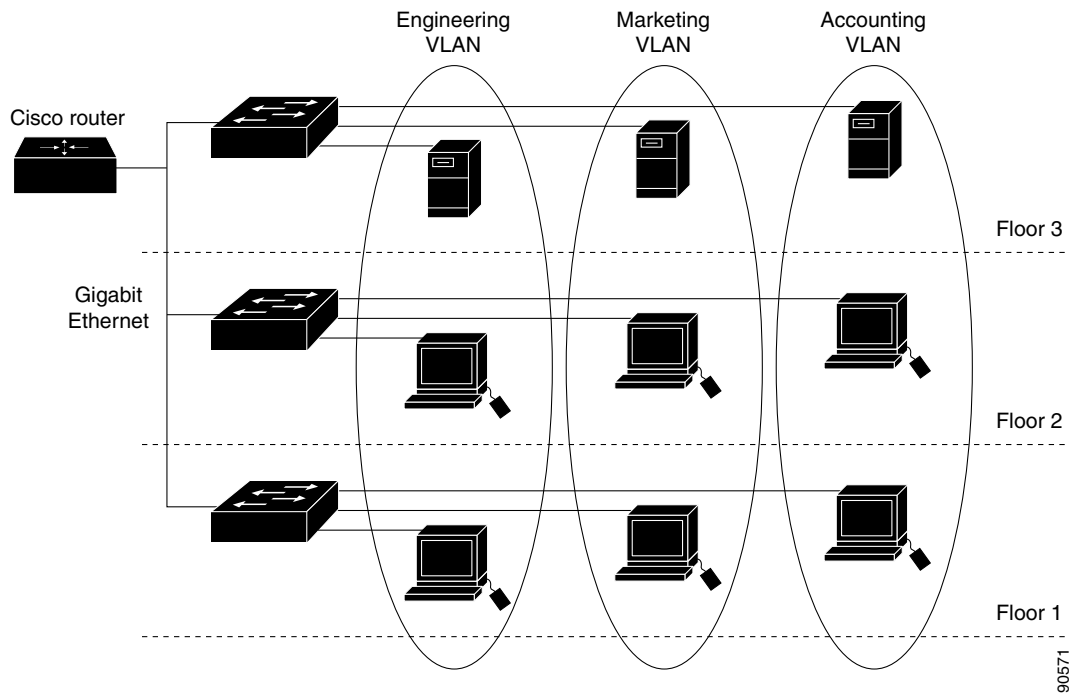 Engineering
VLAN
Marketing
VLAN
Accounting
VLAN
Cisco router
Floor 3
Gigabit
Ethernet
Floor 2
Floor 1
90571